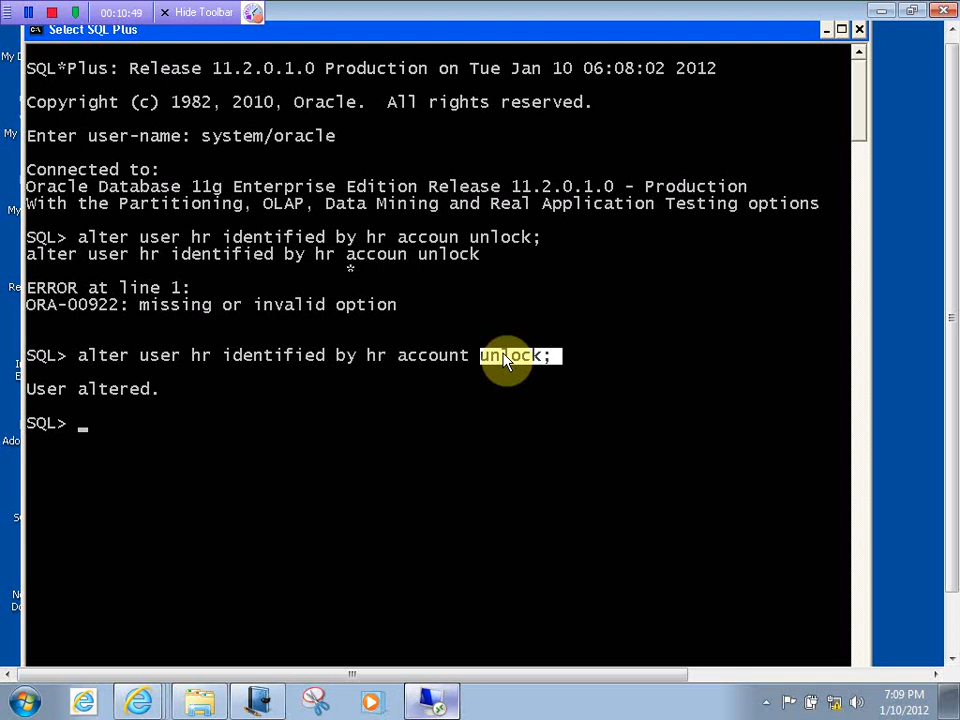 00:10:49 Hide Toolbar
Select SQL Plus
My D
SQL*Plus: Release 11.2.0.1.0 Production on Tue Jan 10 06:08:02 2012
Copyright (c) 1982, 2010, Oracle.  All rights reserved.
My
Enter user-name: system/oracle
Connected to:
Oracle Database 11g Enterprise Edition Release 11.2.0.1.0 - Production
With the Partitioning, OLAP, Data Mining and Real Application Testing options
My
SQL> alter user hr identified by hr accoun unlock;
alter user hr identified by hr accoun unlock
*
Re
ERROR at line 1:
ORA-00922: missing or invalid option
SQL> alter user hr identified by hr account unlock;
User altered.
SQL> _
Ado
7:09 PM
1/10/2012